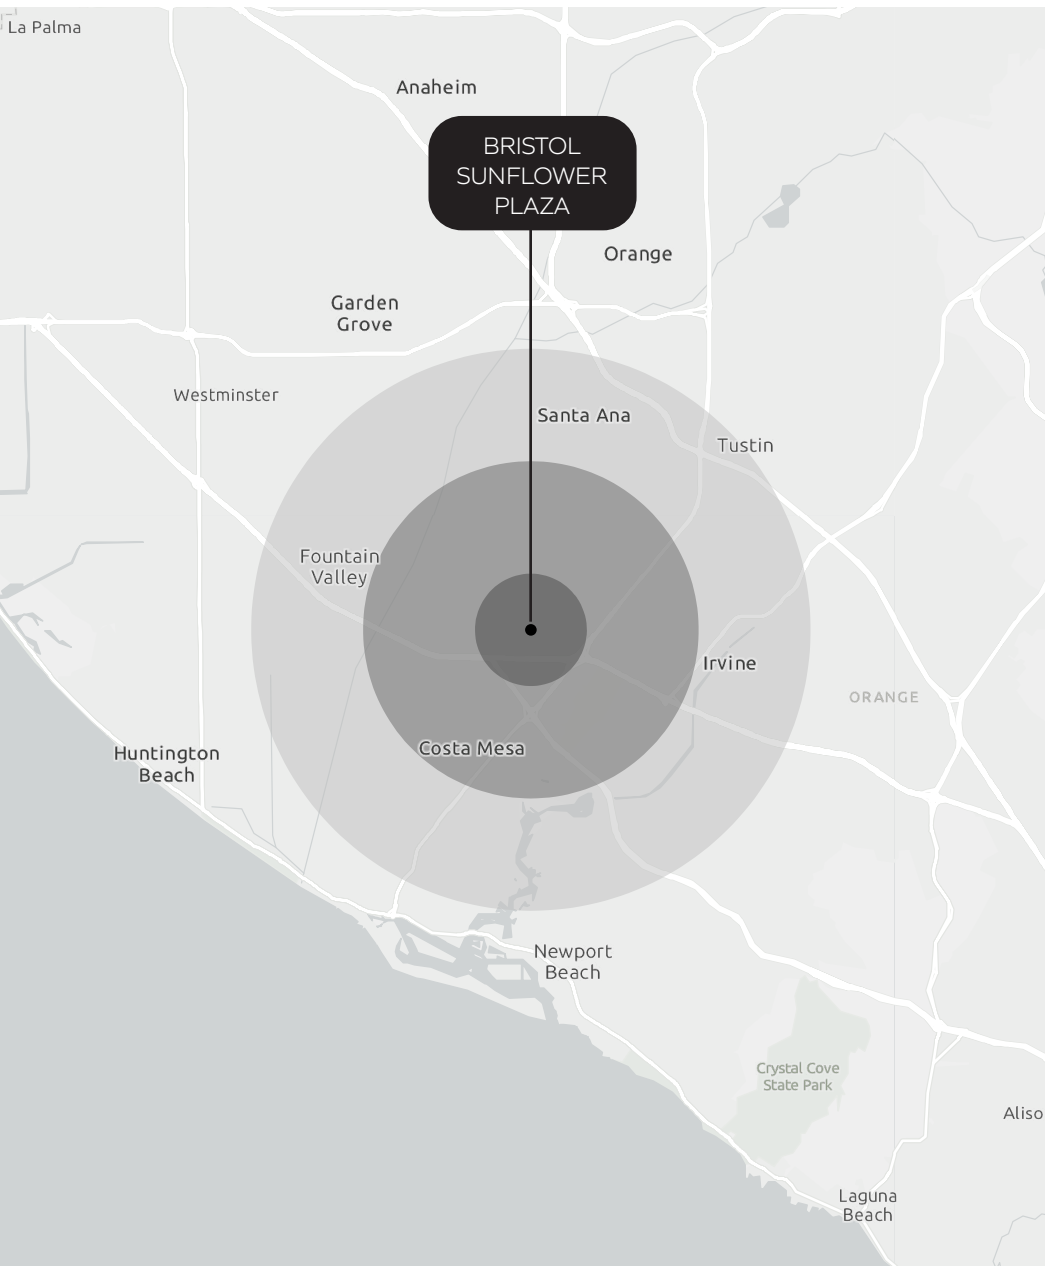 La Palma
Anaheim
BRISTOL
SUNFLOWER
PLAZA
Orange
Garden
Grove
Westminster
Santa Ana
Tustin
Fountain
Valley
Irvine
ORANGE
Costa Mesa
Huntington
Beach
Newport
Beach
Crystal Cove
State Park
Aliso
Laguna
Beach